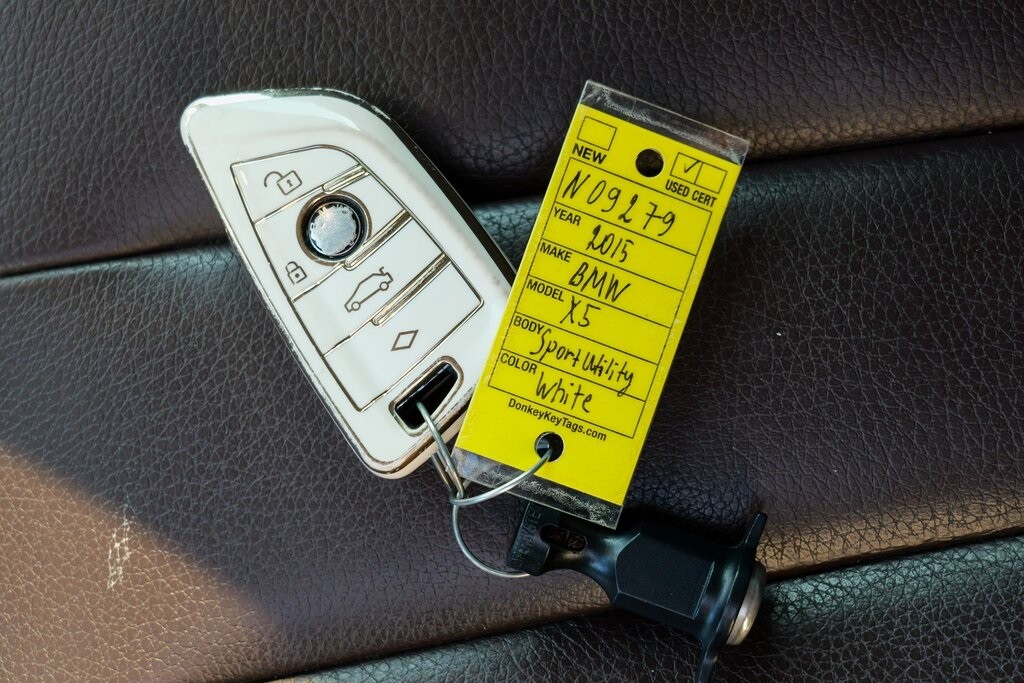 NEW
✓
USED CERT
N09279
YEAR
2015
MAKE
BMW
MODEL
X5
BODY
Sport Utility
COLOR
White
DonkeyKeyTags.com